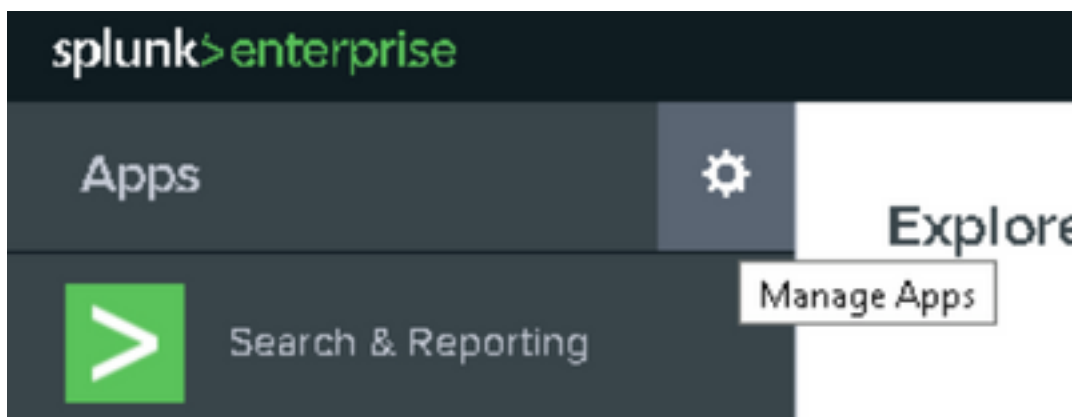 splunk>enterprise
Apps
Explore
Manage Apps
Search & Reporting